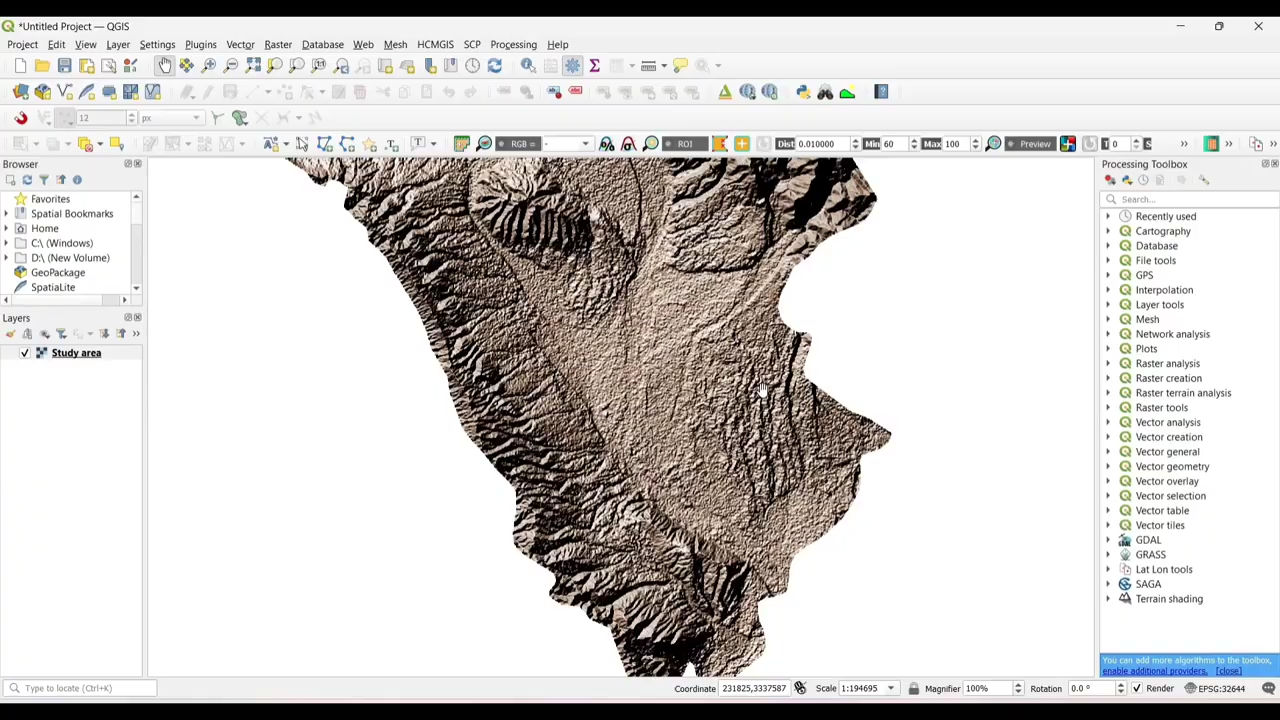 *Untitled Project — QGIS
Project Edit View Layer Settings Plugins Vector Raster Database Web Mesh HCMGIS SCP Processing Help
12 px
RGB = - ROI Dist 0.010000 Min 60 Max 100 Preview T 0 S
Browser
Favorites
Spatial Bookmarks
Home
C:\ (Windows)
D:\ (New Volume)
GeoPackage
SpatiaLite
Layers
Study area
Processing Toolbox
Search...
Recently used
Cartography
Database
File tools
GPS
Interpolation
Layer tools
Mesh
Network analysis
Plots
Raster analysis
Raster creation
Raster terrain analysis
Raster tools
Vector analysis
Vector creation
Vector general
Vector geometry
Vector overlay
Vector selection
Vector table
Vector tiles
GDAL
GRASS
Lat Lon tools
SAGA
Terrain shading
You can add more algorithms to the toolbox,
enable additional providers. [close]
Type to locate (Ctrl+K) Coordinate 231825,3337587 Scale 1:194695 Magnifier 100% Rotation 0.0 ° Render EPSG:32644